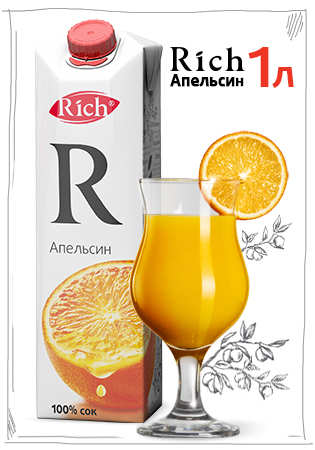 Rich
Апельсин
1л
Rich®
R
Апельсин
100% сок